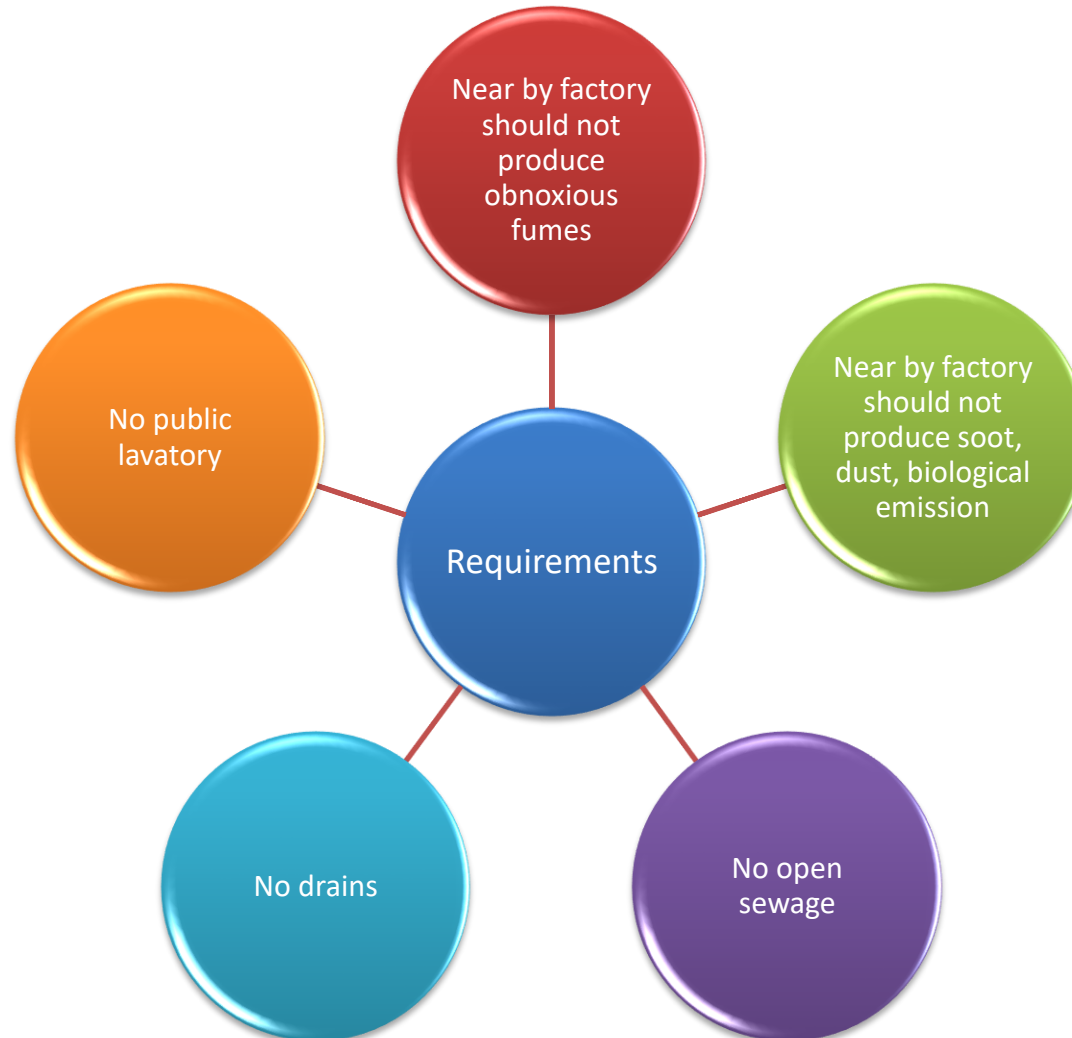 Near by factory
should not
produce
obnoxious
fumes
Near by factory
should not
produce soot,
dust, biological
emission
No public
lavatory
Requirements
No drains
No open
sewage